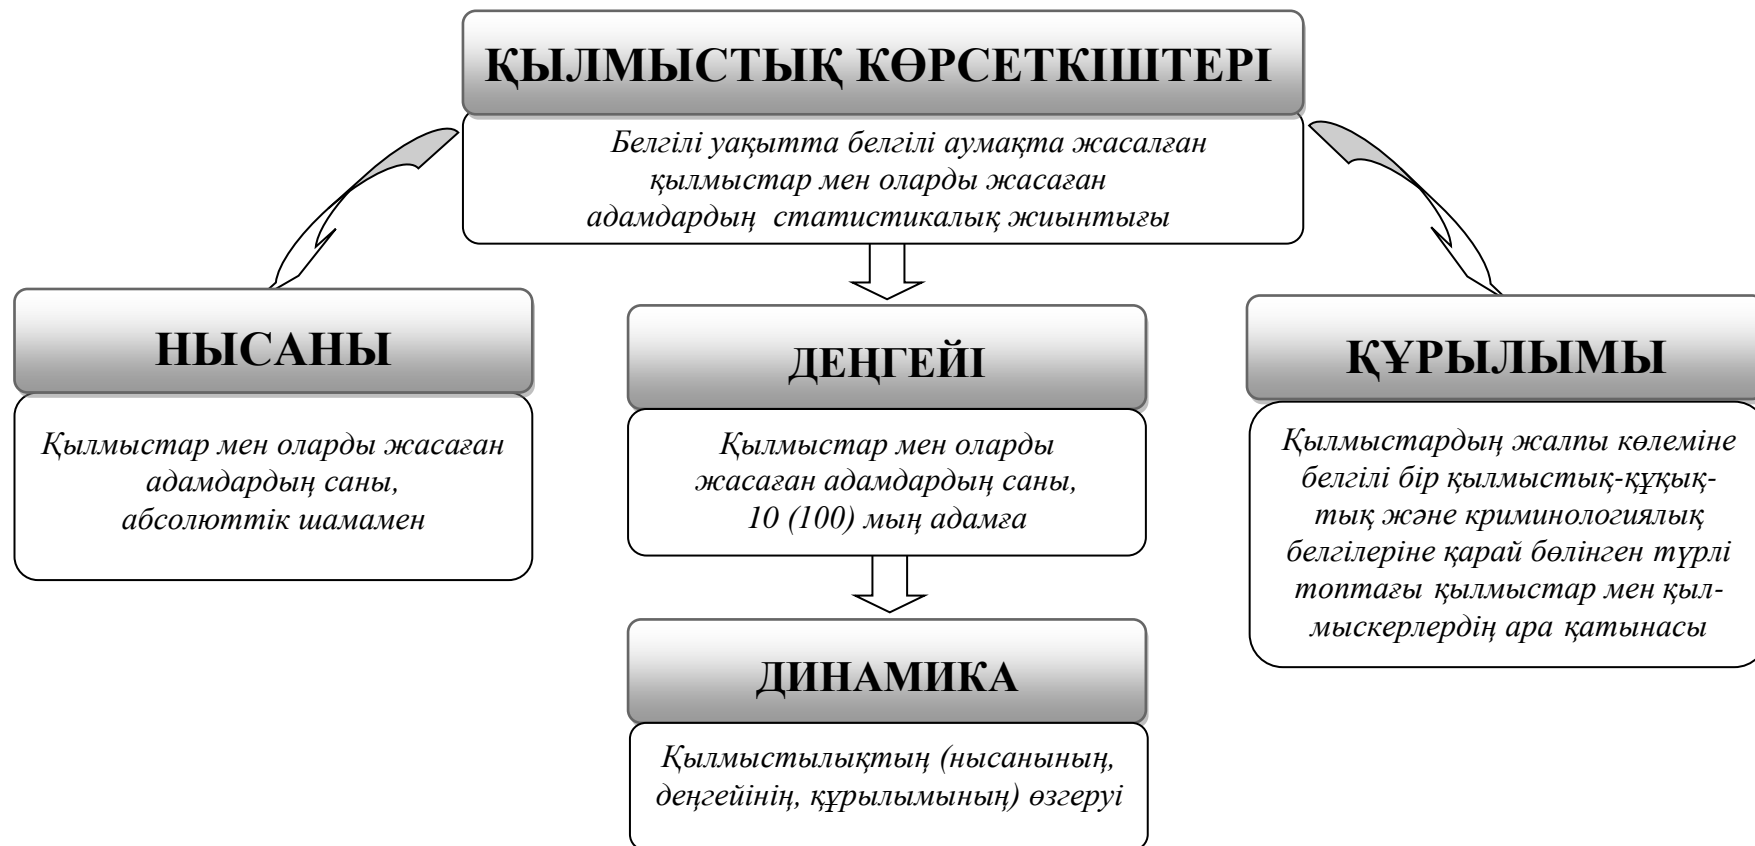 ҚЫЛМЫСТЫҚ КӨРСЕТКІШТЕРІ
Белгілі уақытта белгілі аумақта жасалған
қылмыстар мен оларды жасаған
адамдардың статистикалық жиынтығы
НЫСАНЫ
Қылмыстар мен оларды жасаған
адамдардың саны,
абсолюттік шамамен
ДЕҢГЕЙІ
Қылмыстар мен оларды
жасаған адамдардың саны,
10 (100) мың адамға
ҚҰРЫЛЫМЫ
Қылмыстардың жалпы көлеміне
белгілі бір қылмыстық-құқық-
тық және криминологиялық
белгілеріне қарай бөлінген түрлі
топтағы қылмыстар мен қыл-
мыскерлердің ара қатынасы
ДИНАМИКА
Қылмыстылықтың (нысанының,
деңгейінің, құрылымының) өзгеруі